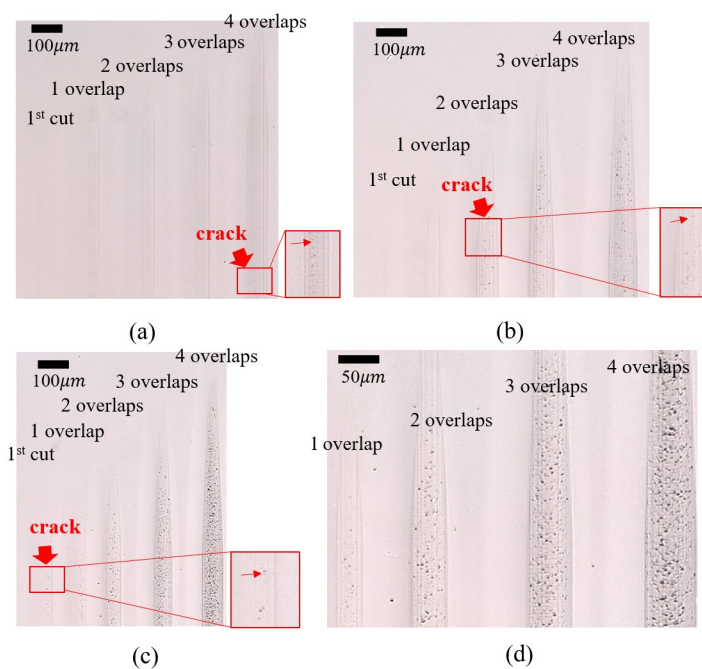 4 overlaps
3 overlaps
2 overlaps
1 overlap
1st cut
100μm
crack
(a)
4 overlaps
3 overlaps
2 overlaps
1 overlap
1st cut
100μm
crack
(b)
4 overlaps
3 overlaps
2 overlaps
1 overlap
1st cut
100μm
crack
(c)
4 overlaps
3 overlaps
2 overlaps
1 overlap
50μm
(d)